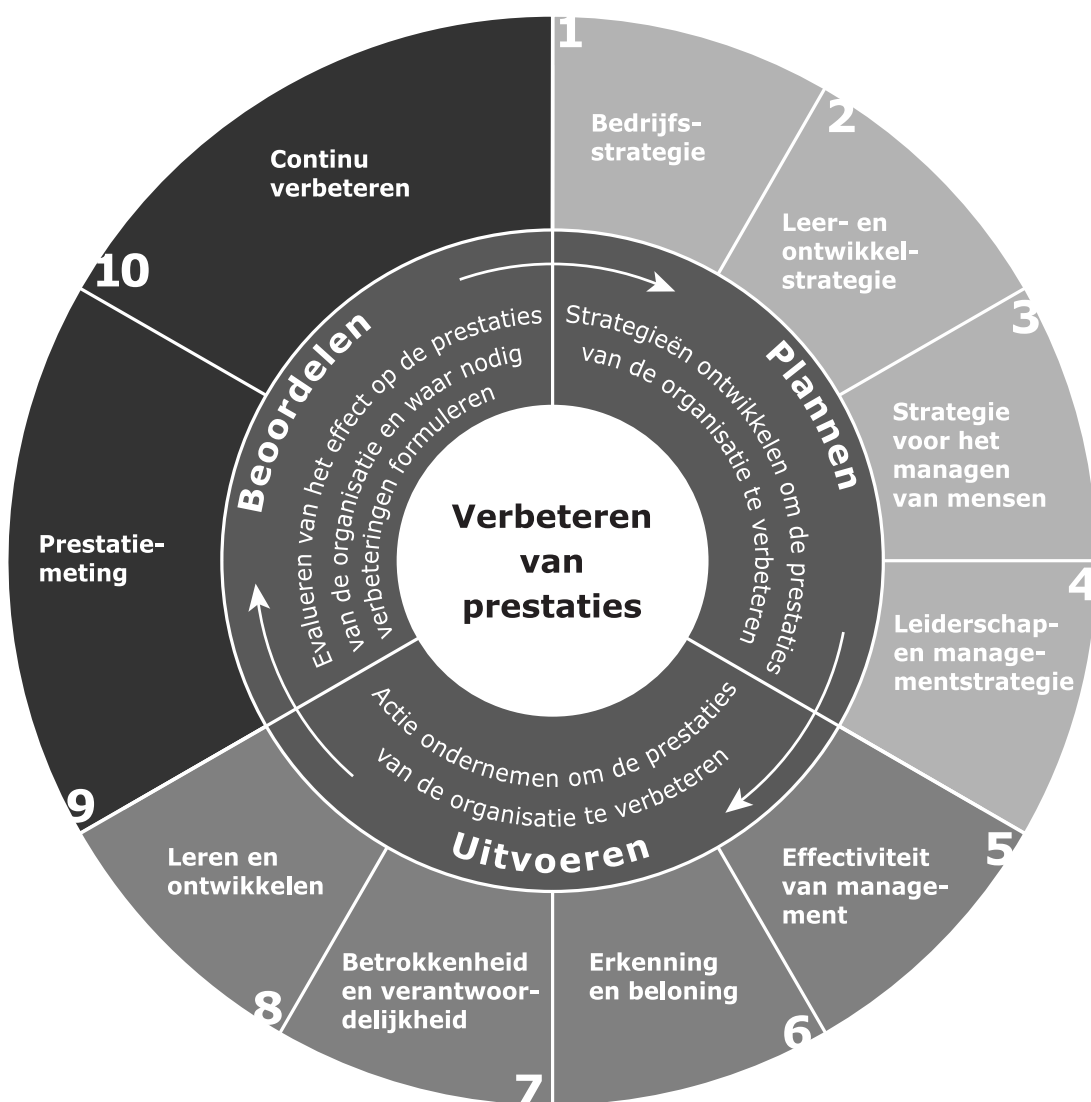 1
Bedrijfs-
strategie
2
Leer- en
ontwikkel-
strategie
3
Strategie
voor het
managen
van mensen
4
Leiderschap-
en manage-
mentstrategie
5
Effectiviteit
van manage-
ment
6
Erkenning
en beloning
7
Betrokkenheid
en verantwoor-
delijkheid
8
Leren en
ontwikkelen
9
Prestatie-
meting
10
Continu
verbeteren
Plannen
Strategieën ontwikkelen om de prestaties
van de organisatie te verbeteren
Uitvoeren
Actie ondernemen om de prestaties
van de organisatie te verbeteren
Beoordelen
Evalueren van het effect op de prestaties
van de organisatie en waar nodig
verbeteringen formuleren
Verbeteren
van
prestaties